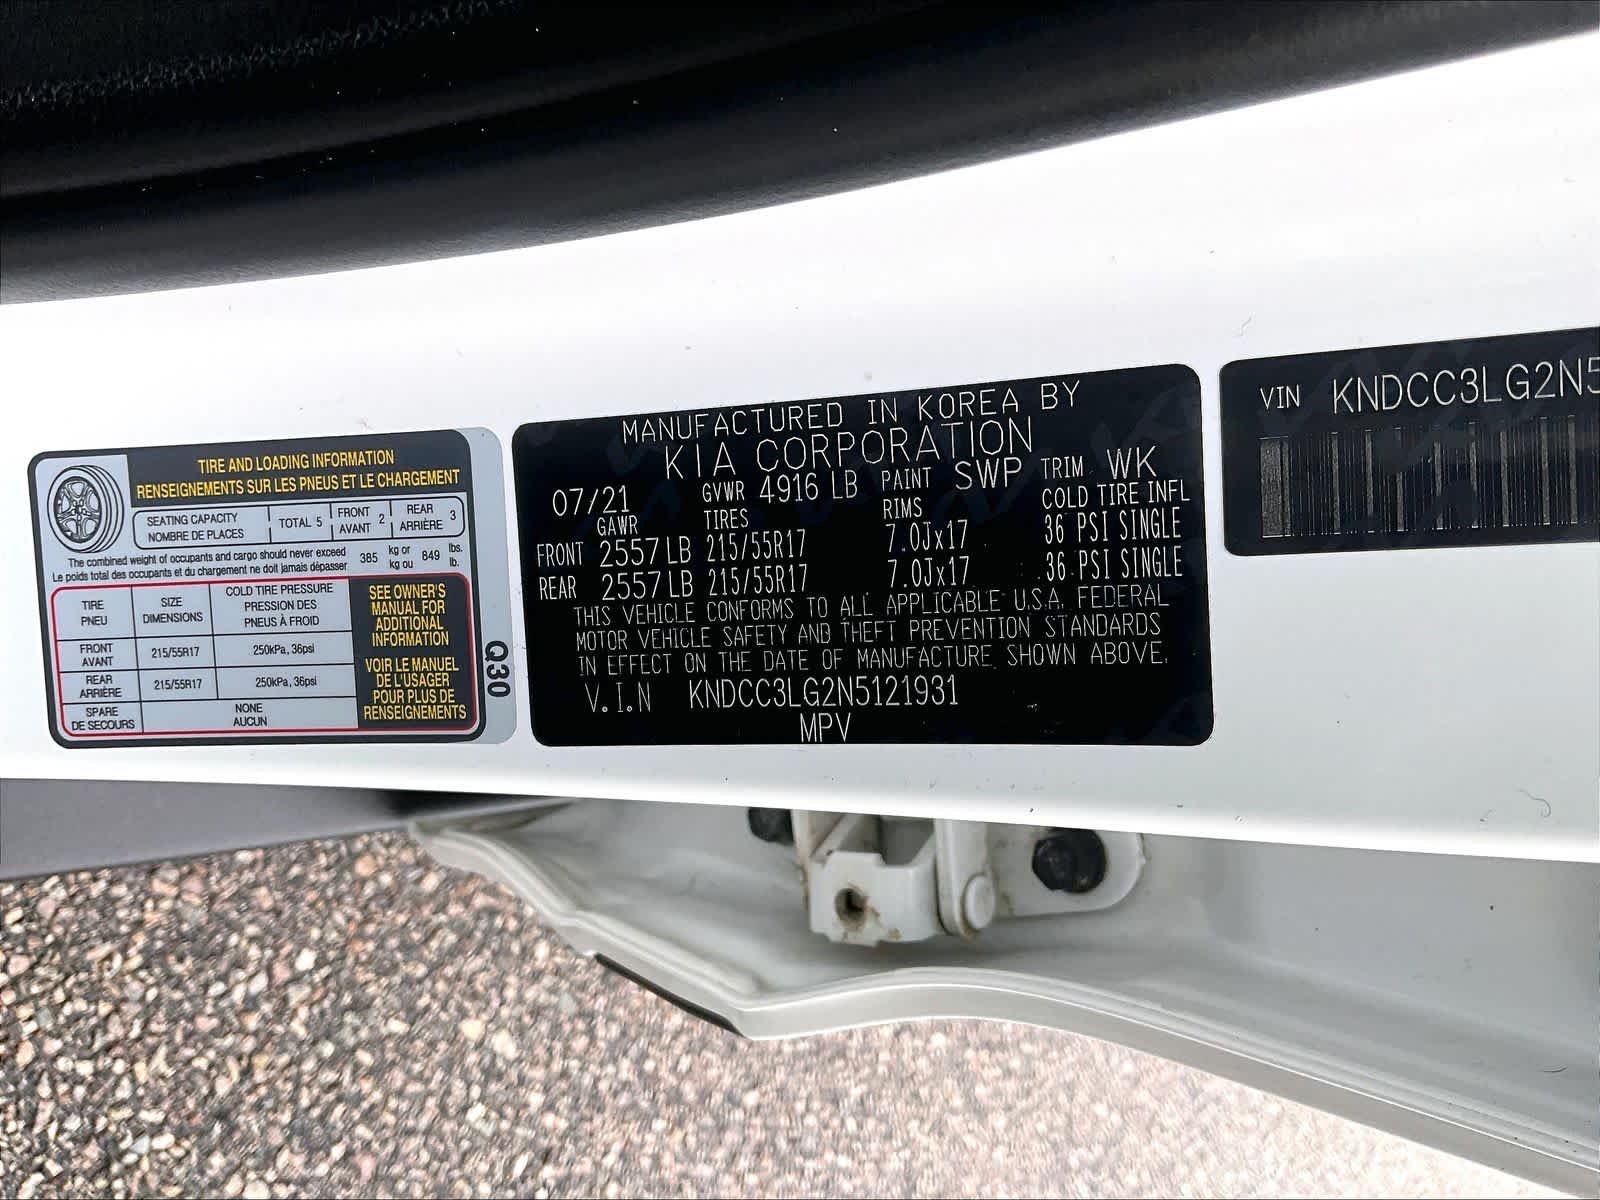 TIRE AND LOADING INFORMATION
RENSEIGNEMENTS SUR LES PNEUS ET LE CHARGEMENT
SEATING CAPACITY
NOMBRE DE PLACES
TOTAL 5
FRONT
AVANT 2
REAR
ARRIÈRE 3
The combined weight of occupants and cargo should never exceed
Le poids total des occupants et du chargement ne doit jamais dépasser
385 kg or
kg ou
849 lbs.
lb.
TIRE
PNEU
SIZE
DIMENSIONS
COLD TIRE PRESSURE
PRESSION DES
PNEUS À FROID
FRONT
AVANT
215/55R17
250kPa, 36psi
REAR
ARRIÈRE
215/55R17
250kPa, 36psi
SPARE
DE SECOURS
NONE
AUCUN
SEE OWNER'S
MANUAL FOR
ADDITIONAL
INFORMATION
VOIR LE MANUEL
DE L'USAGER
POUR PLUS DE
RENSEIGNEMENTS
Q30
MANUFACTURED IN KOREA BY
KIA CORPORATION
07/21 GVWR 4916 LB PAINT SWP TRIM WK
GAWR TIRES RIMS COLD TIRE INFL
FRONT 2557 LB 215/55R17 7.0Jx17 36 PSI SINGLE
REAR 2557 LB 215/55R17 7.0Jx17 36 PSI SINGLE
THIS VEHICLE CONFORMS TO ALL APPLICABLE U.S.A. FEDERAL
MOTOR VEHICLE SAFETY AND THEFT PREVENTION STANDARDS
IN EFFECT ON THE DATE OF MANUFACTURE SHOWN ABOVE.
V.I.N KNDCC3LG2N5121931
MPV
VIN KNDCC3LG2N5